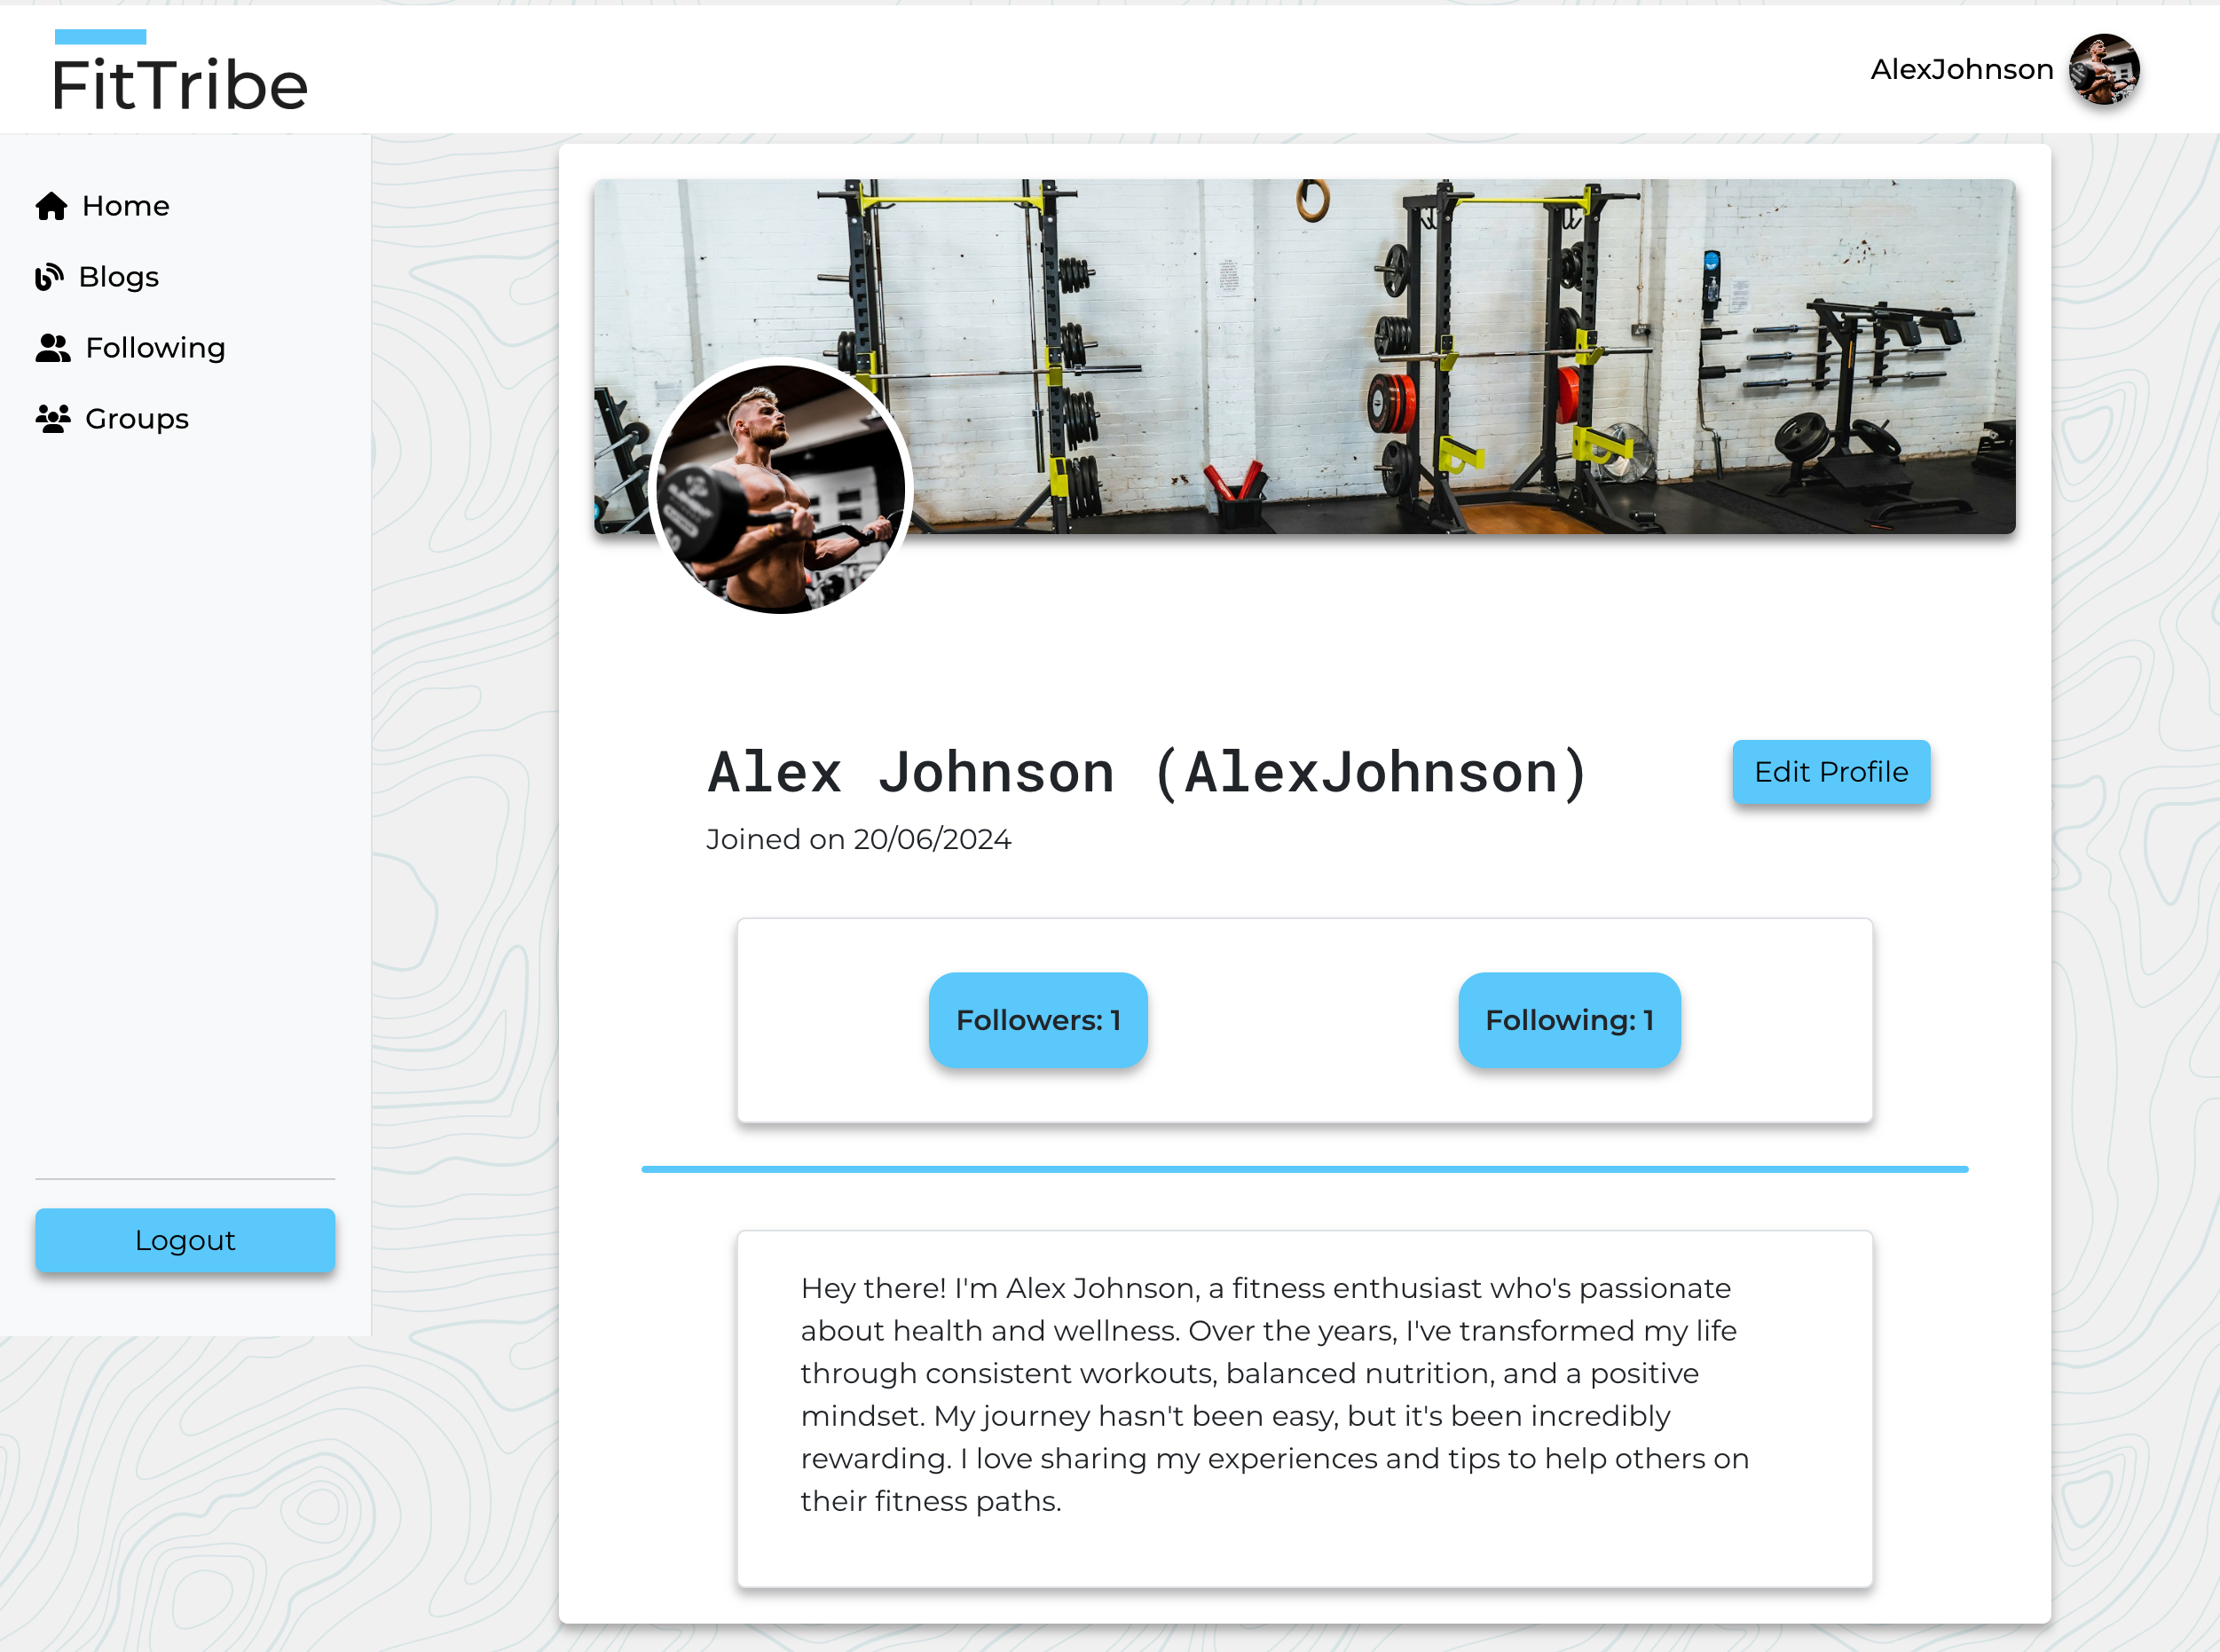 FitTribe
AlexJohnson
Home
Blogs
Following
Groups
Logout
Alex Johnson (AlexJohnson)
Edit Profile
Joined on 20/06/2024
Followers: 1
Following: 1
Hey there! I'm Alex Johnson, a fitness enthusiast who's passionate
about health and wellness. Over the years, I've transformed my life
through consistent workouts, balanced nutrition, and a positive
mindset. My journey hasn't been easy, but it's been incredibly
rewarding. I love sharing my experiences and tips to help others on
their fitness paths.